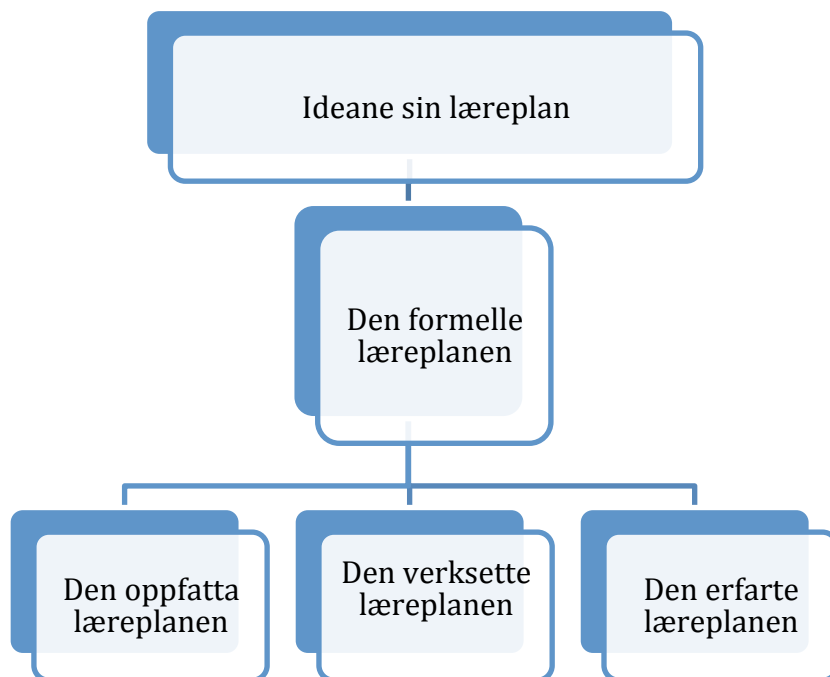 Ideane sin læreplan
Den formelle
læreplanen
Den oppfatta
læreplanen
Den verksette
læreplanen
Den erfarte
læreplanen